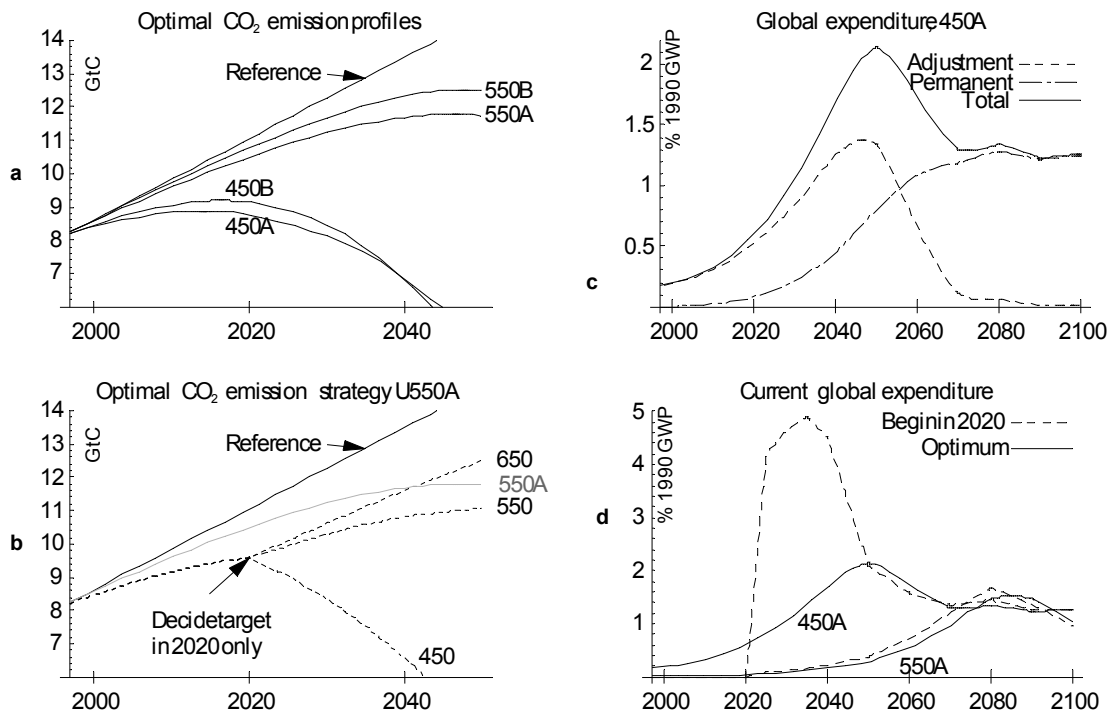 Optimal CO2 emission profiles
14
13
12
11
10
9
8
7
GtC
Reference
550B
550A
450B
450A
a
2000
2020
2040
Global expenditure, 450A
2
1.5
1
0.5
% 1990 GWP
Adjustment
Permanent
Total
c
2000
2020
2040
2060
2080
2100
Optimal CO2 emission strategy U550A
14
13
12
11
10
9
8
7
GtC
Reference
650
550A
550
b
Decide target
in 2020 only
450
2000
2020
2040
Current global expenditure
5
4
3
2
1
% 1990 GWP
Begin in 2020
Optimum
d
450A
550A
2000
2020
2040
2060
2080
2100